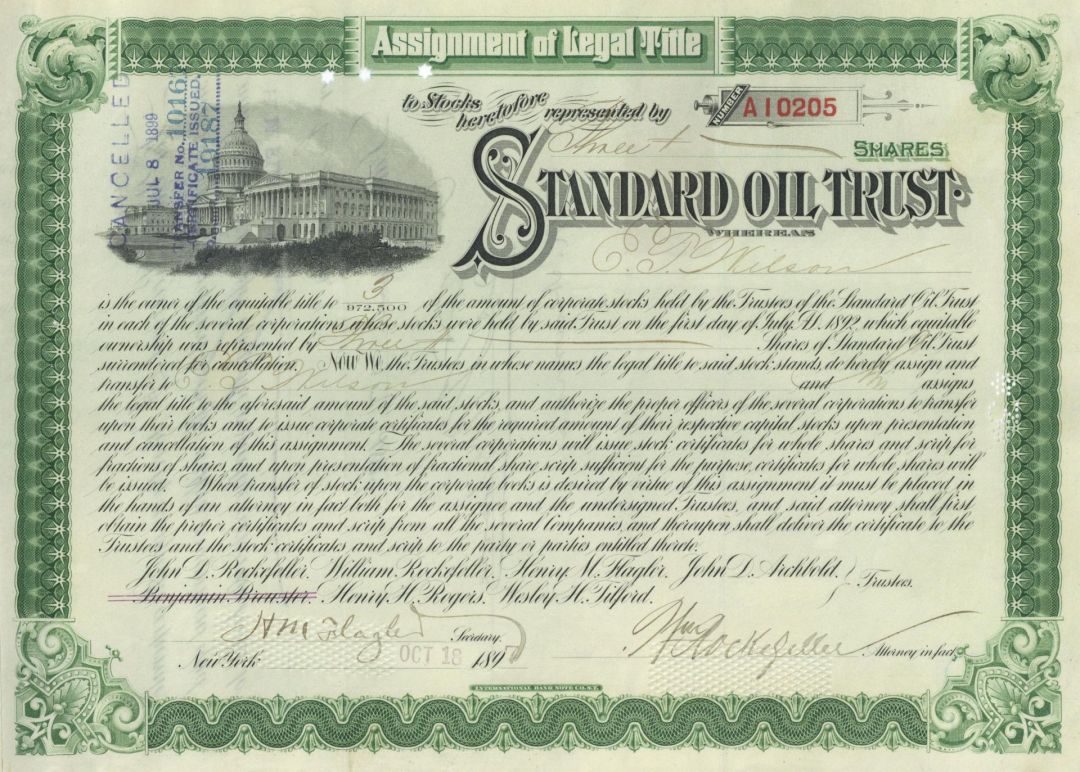 Assignment of Legal Title
to Stocks heretofore represented by
NUMBER A10205
Three
SHARES
STANDARD OIL TRUST
WHEREAS
Wilson
is the owner of the equitable title to 3/972,500 of the amount of corporate stocks held by the Trustees of the Standard Oil Trust
in each of the several corporations whose stocks were held by said Trust on the first day of July, A. 1892, which equitable
ownership was represented by Three Shares of Standard Oil Trust
surrendered for cancellation. NOW We, the Trustees in whose names the legal title to said stock stands, do hereby assign and
transfer to Wilson and his assigns
the legal title to the aforesaid amount of the said stocks, and authorize the proper officers of the several corporations to transfer
upon their books and to issue corporate certificates for the required amount of their respective capital stocks upon presentation
and cancellation of this assignment. The several corporations will issue stock certificates for whole shares and scrip for
fractions of shares and upon presentation of fractional share scrip sufficient for the purpose, certificates for whole shares will
be issued. When transfer of stock upon the corporate books is desired by virtue of this assignment it must be placed in
the hands of an attorney in fact both for the assignee and the undersigned Trustees, and said attorney shall first
obtain the proper certificates and scrip from all the several Companies, and thereupon shall deliver the certificate to the
Trustees and the stock certificates and scrip to the party or parties entitled thereto.
John D. Rockefeller. William Rockefeller. Henry M. Flagler. John D. Archbold.
Benjamin Brewster. Henry H. Rogers. Wesley H. Tilford. Trustees.
H M Flagler Secretary.
Wm Rockefeller Attorney in fact
New York OCT 18 1897
INTERNATIONAL BANK NOTE CO. N.Y.
CANCELLED
JUL 8 1899
TRANSFER No. 1016
CERTIFICATE ISSUED.